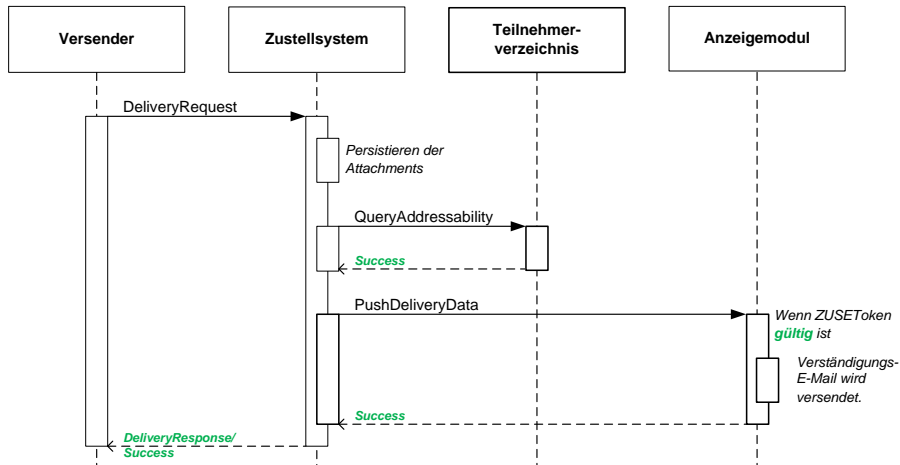 Versender
Zustellsystem
Teilnehmer-
verzeichnis
Anzeigemodul
DeliveryRequest
Persistieren der
Attachments
QueryAddressability
Success
PushDeliveryData
Wenn ZUSEToken
gültig ist
Verständigungs-
E-Mail wird
versendet.
Success
DeliveryResponse/
Success